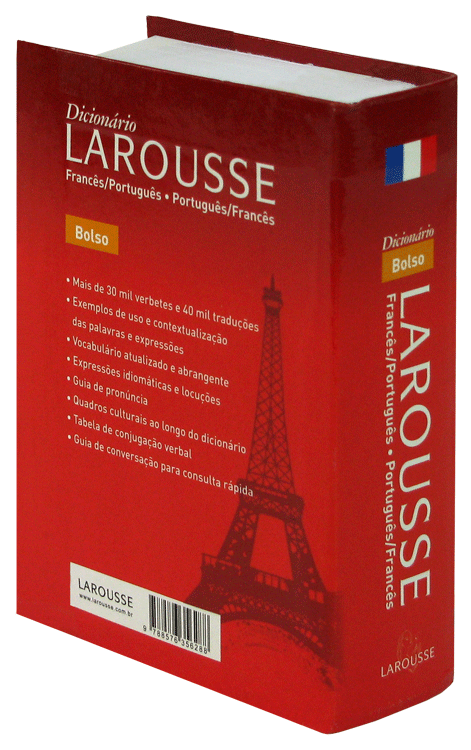 Dicionário
LAROUSSE
Francês/Português • Português/Francês
Bolso
• Mais de 30 mil verbetes e 40 mil traduções
• Exemplos de uso e contextualização
das palavras e expressões
• Vocabulário atualizado e abrangente
• Expressões idiomáticas e locuções
• Guia de pronúncia
• Quadros culturais ao longo do dicionário
• Tabela de conjugação verbal
• Guia de conversação para consulta rápida
LAROUSSE
www.larousse.com.br
9 788576 356288
Dicionário
Bolso
LAROUSSE
Francês/Português • Português/Francês
LAROUSSE